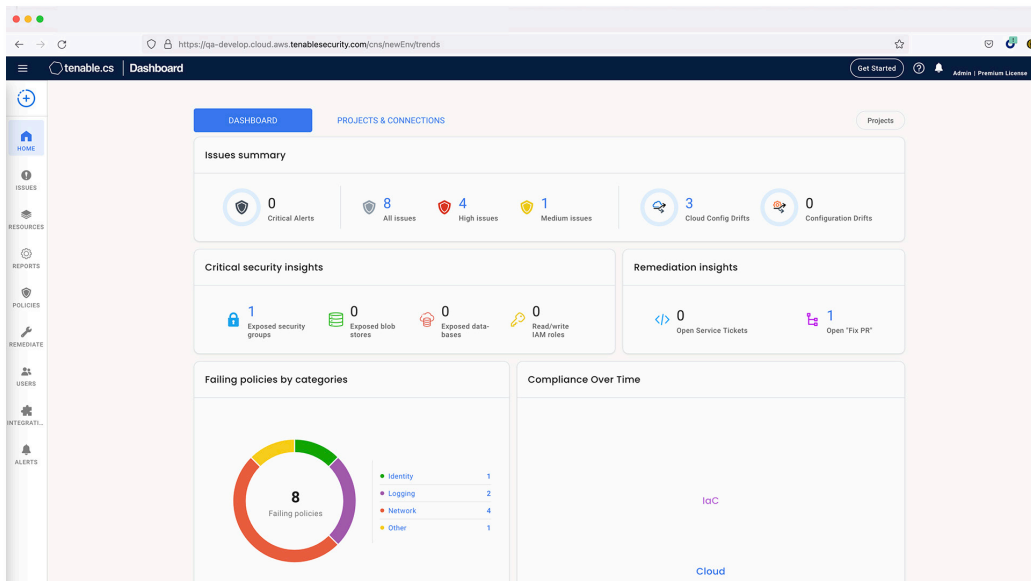 https://qa-develop.cloud.aws.tenablesecurity.com/cns/newEnv/trends
tenable.cs | Dashboard
Get Started
Admin | Premium License
HOME
ISSUES
RESOURCES
REPORTS
POLICIES
REMEDIATE
USERS
INTEGRATI...
ALERTS
DASHBOARD
PROJECTS & CONNECTIONS
Projects
Issues summary
0
Critical Alerts
8
All issues
4
High issues
1
Medium issues
3
Cloud Config Drifts
0
Configuration Drifts
Critical security insights
1
Exposed security
groups
0
Exposed blob
stores
0
Exposed data-
bases
0
Read/write
IAM roles
Remediation insights
0
Open Service Tickets
1
Open "Fix PR"
Failing policies by categories
8
Failing policies
Identity 1
Logging 2
Network 4
Other 1
Compliance Over Time
IaC
Cloud